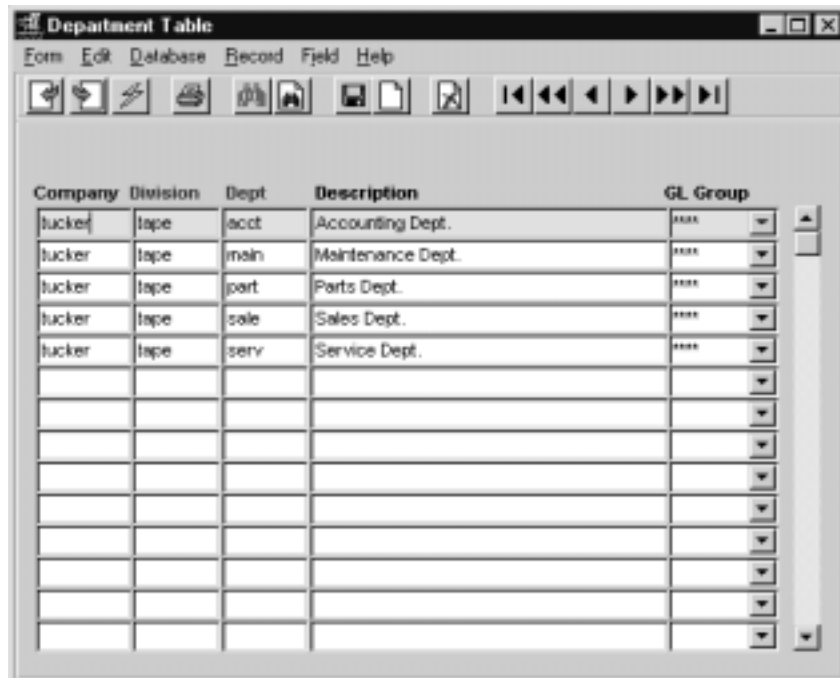 Department Table
Form Edit Database Record Field Help
Company Division Dept Description GL Group
tucker tape acct Accounting Dept. ****
tucker tape main Maintenance Dept. ****
tucker tape part Parts Dept. ****
tucker tape sale Sales Dept. ****
tucker tape serv Service Dept. ****